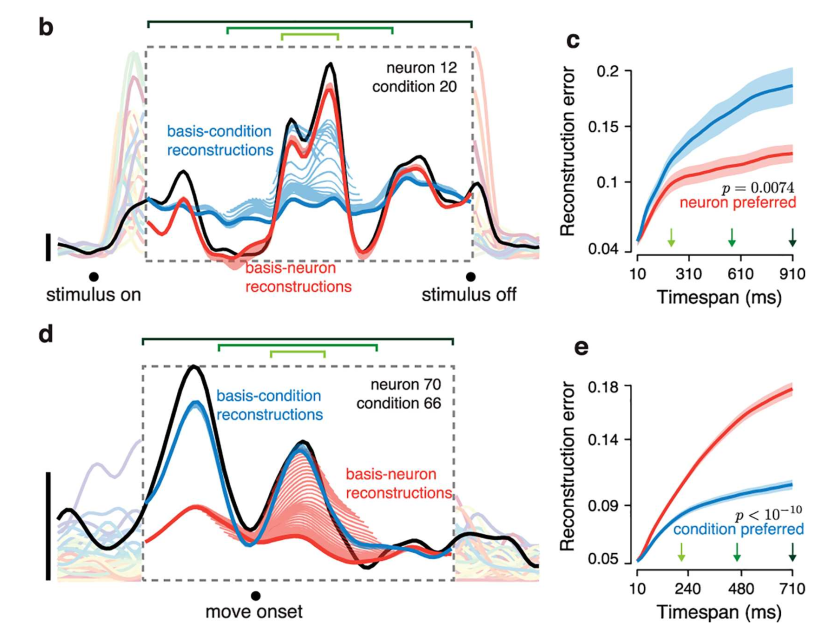 b
neuron 12
condition 20
basis-condition
reconstructions
basis-neuron
reconstructions
stimulus on
stimulus off
c
Reconstruction error
0.2
0.15
0.1
0.04
p = 0.0074
neuron preferred
10
310
610
910
Timespan (ms)
d
neuron 70
condition 66
basis-condition
reconstructions
basis-neuron
reconstructions
move onset
e
Reconstruction error
0.18
0.14
0.09
0.05
p < 10⁻¹⁰
condition preferred
10
240
480
710
Timespan (ms)